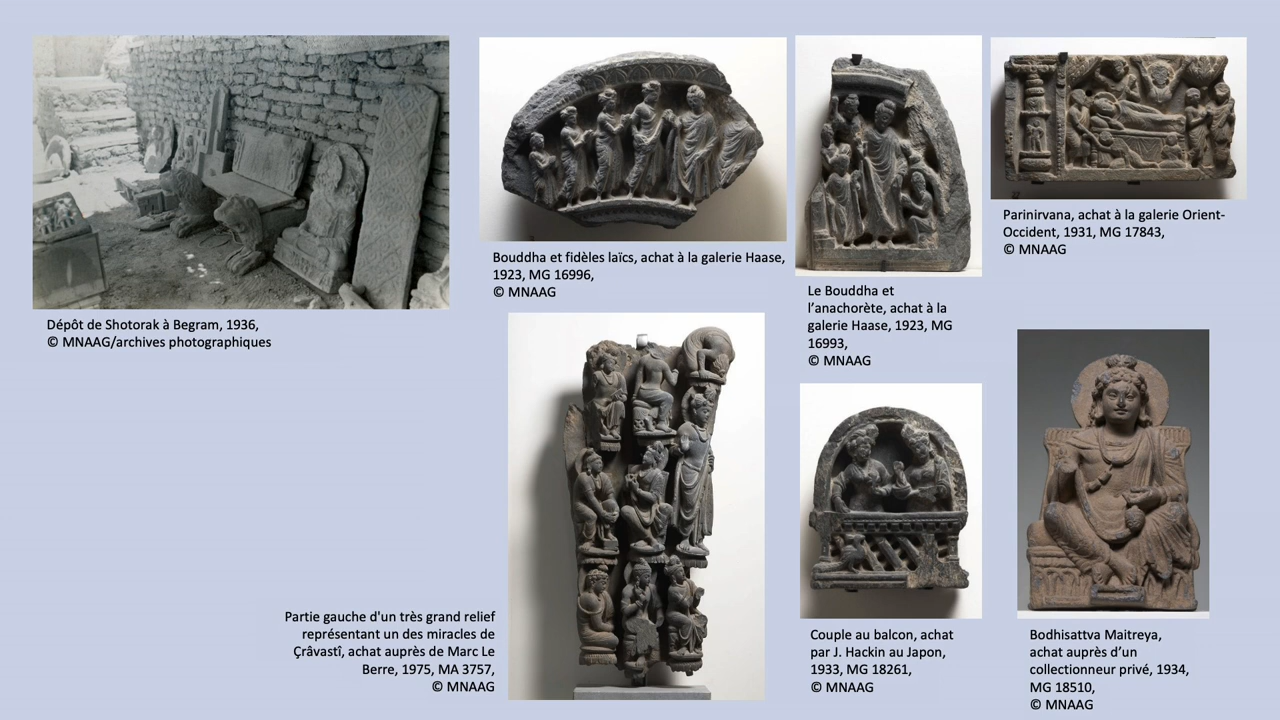 Dépôt de Shotorak à Begram, 1936,
© MNAAG/archives photographiques
Bouddha et fidèles laïcs, achat à la galerie Haase,
1923, MG 16996,
© MNAAG
Le Bouddha et
l’anachorète, achat à la
galerie Haase, 1923, MG
16993,
© MNAAG
Parinirvana, achat à la galerie Orient-
Occident, 1931, MG 17843,
© MNAAG
Partie gauche d'un très grand relief
représentant un des miracles de
Çrâvastî, achat auprès de Marc Le
Berre, 1975, MA 3757,
© MNAAG
Couple au balcon, achat
par J. Hackin au Japon,
1933, MG 18261,
© MNAAG
Bodhisattva Maitreya,
achat auprès d’un
collectionneur privé, 1934,
MG 18510,
© MNAAG